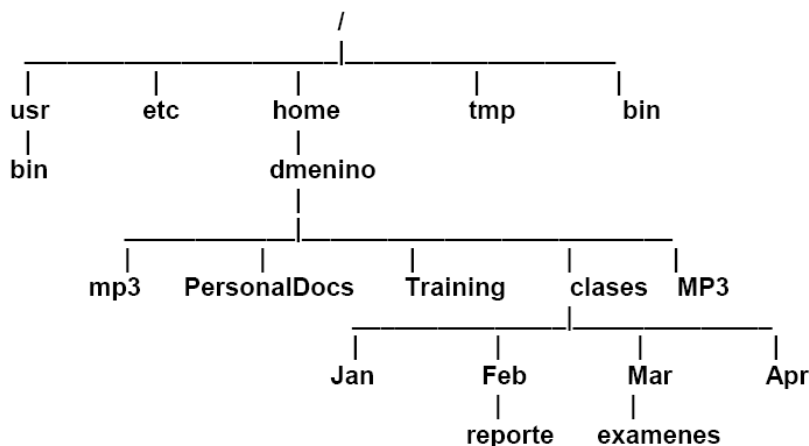 /
usr etc home tmp bin
bin dmenino
mp3 PersonalDocs Training clases MP3
Jan Feb Mar Apr
reporte examenes